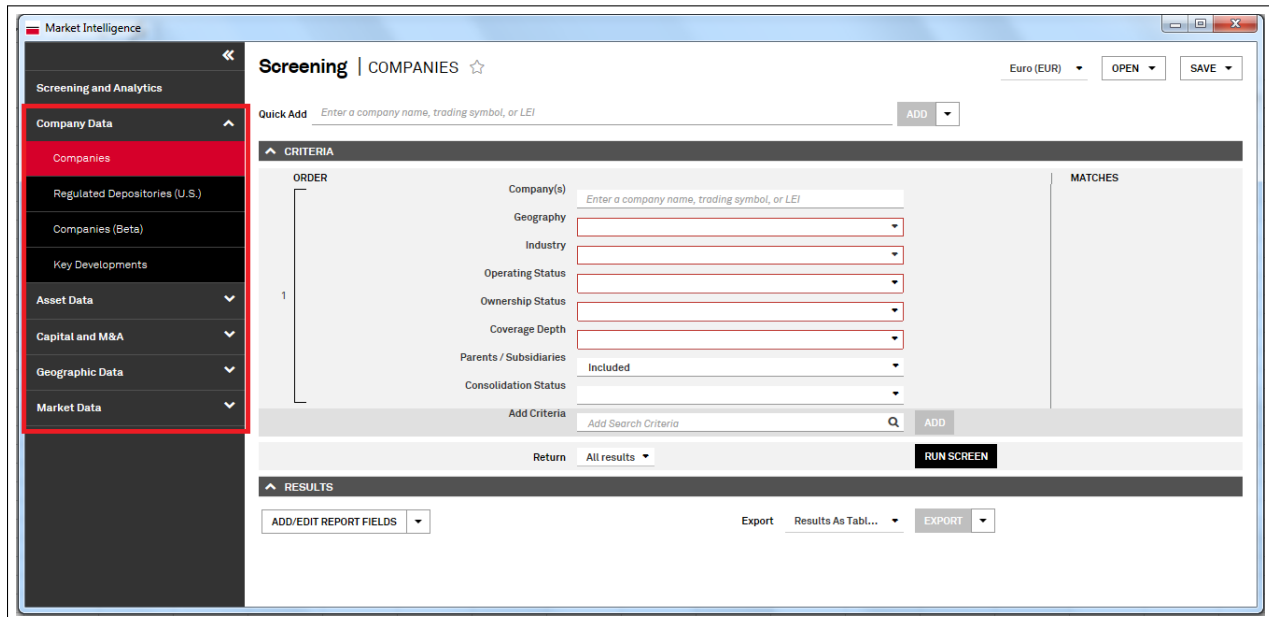 Market Intelligence
Screening and Analytics
Company Data
Companies
Regulated Depositories (U.S.)
Companies (Beta)
Key Developments
Asset Data
Capital and M&A
Geographic Data
Market Data
Screening | COMPANIES
Euro (EUR)
OPEN
SAVE
Quick Add Enter a company name, trading symbol, or LEI ADD
CRITERIA
ORDER
MATCHES
1
Company(s) Enter a company name, trading symbol, or LEI
Geography
Industry
Operating Status
Ownership Status
Coverage Depth
Parents / Subsidiaries Included
Consolidation Status
Add Criteria Add Search Criteria ADD
Return All results RUN SCREEN
RESULTS
ADD/EDIT REPORT FIELDS Export Results As Tabl... EXPORT